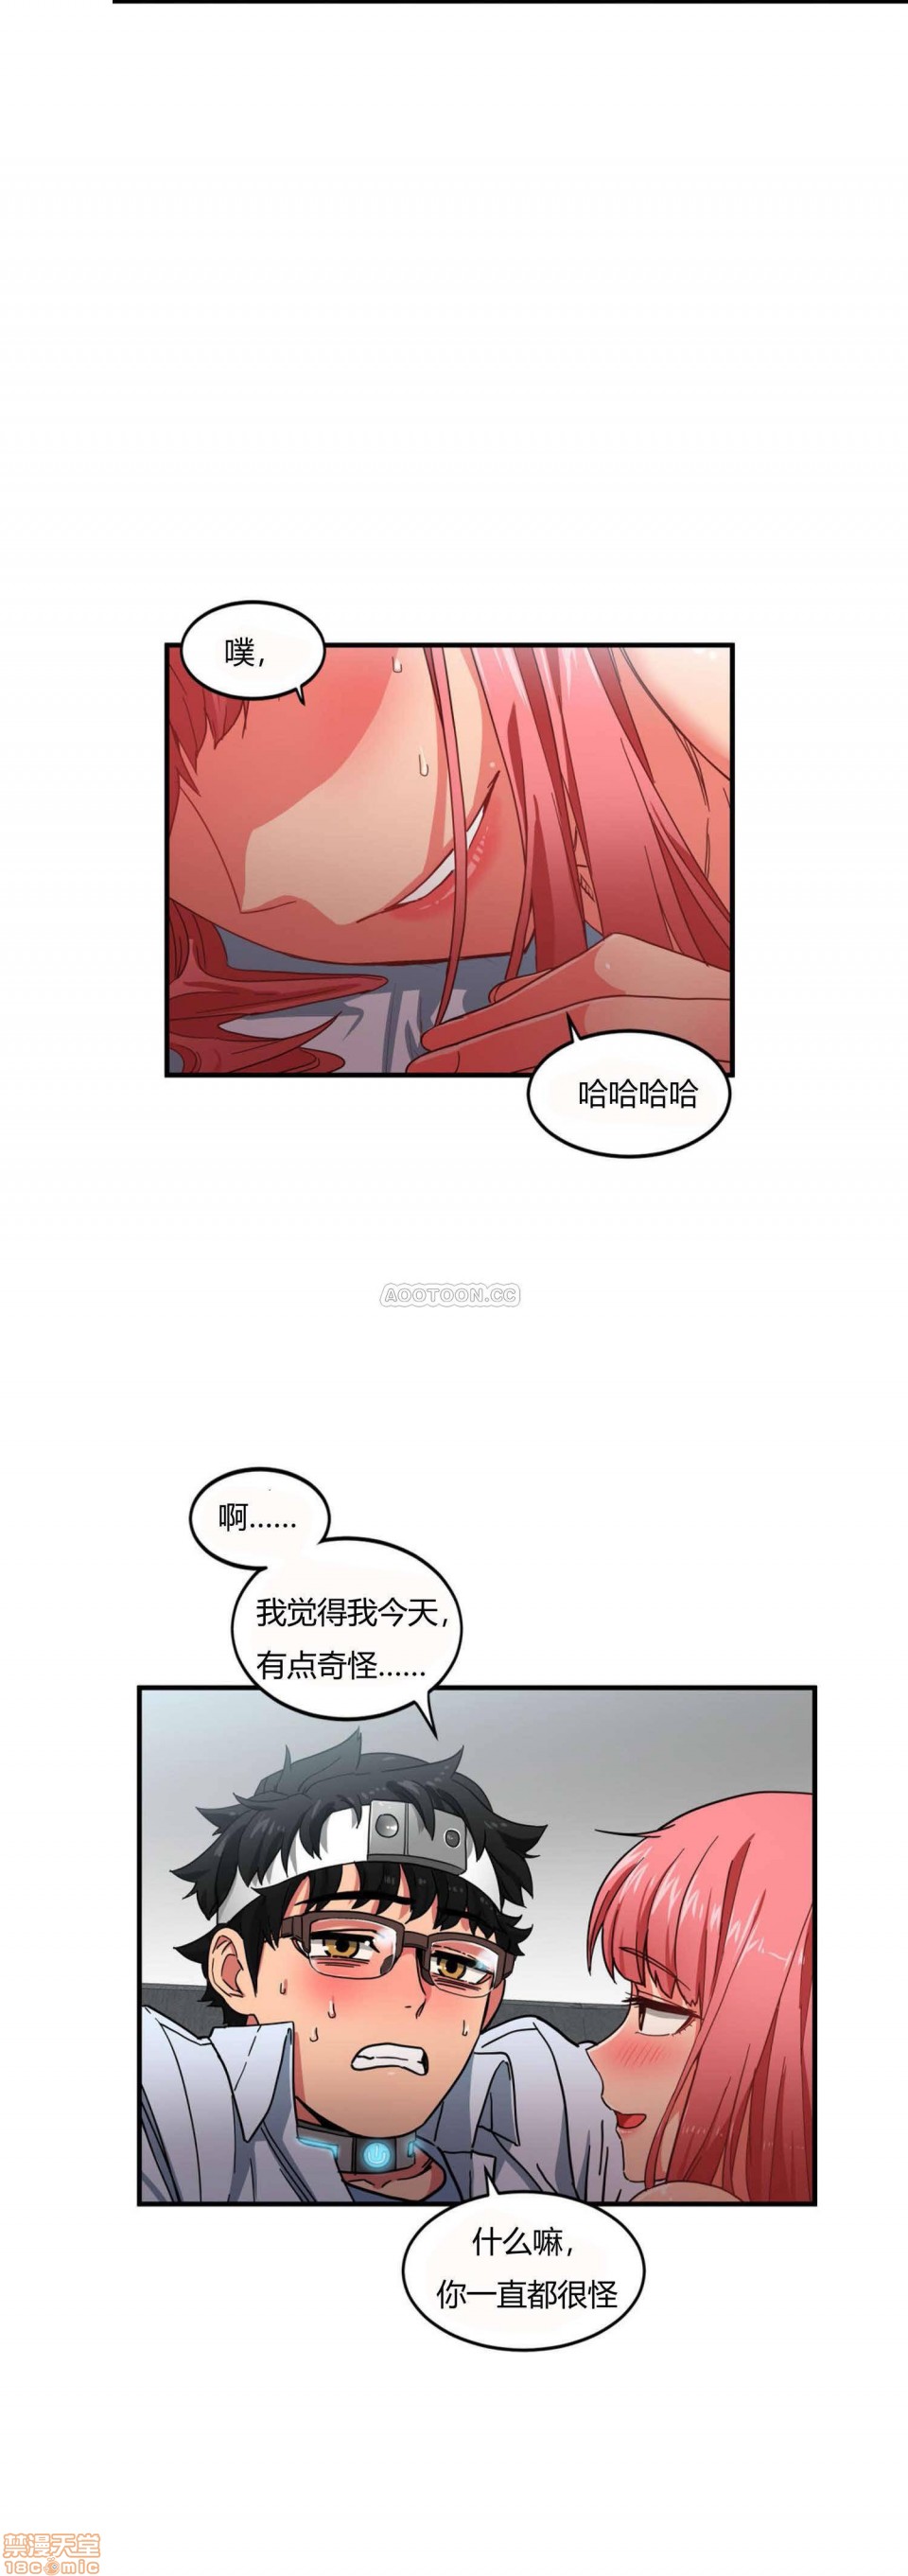 噗，
哈哈哈哈
AOOTOON.CC
啊……
我觉得我今天，
有点奇怪……
什么嘛，
你一直都很怪
禁漫天堂
18comic